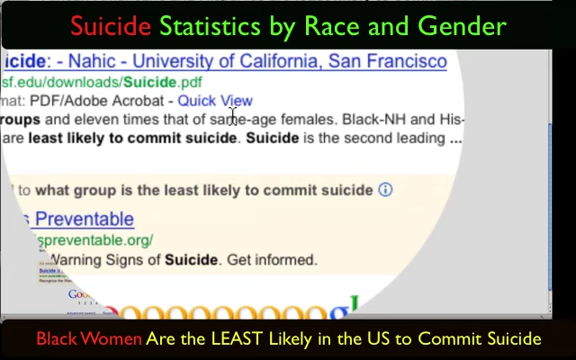 Suicide Statistics by Race and Gender
icide: - Nahic - University of California, San Francisco
sf.edu/downloads/Suicide.pdf
mat: PDF/Adobe Acrobat - Quick View
roups and eleven times that of same-age females. Black-NH and His-
are least likely to commit suicide. Suicide is the second leading ...
to what group is the least likely to commit suicide
s Preventable
spreventable.org/
Warning Signs of Suicide. Get informed.
Black Women Are the LEAST Likely in the US to Commit Suicide